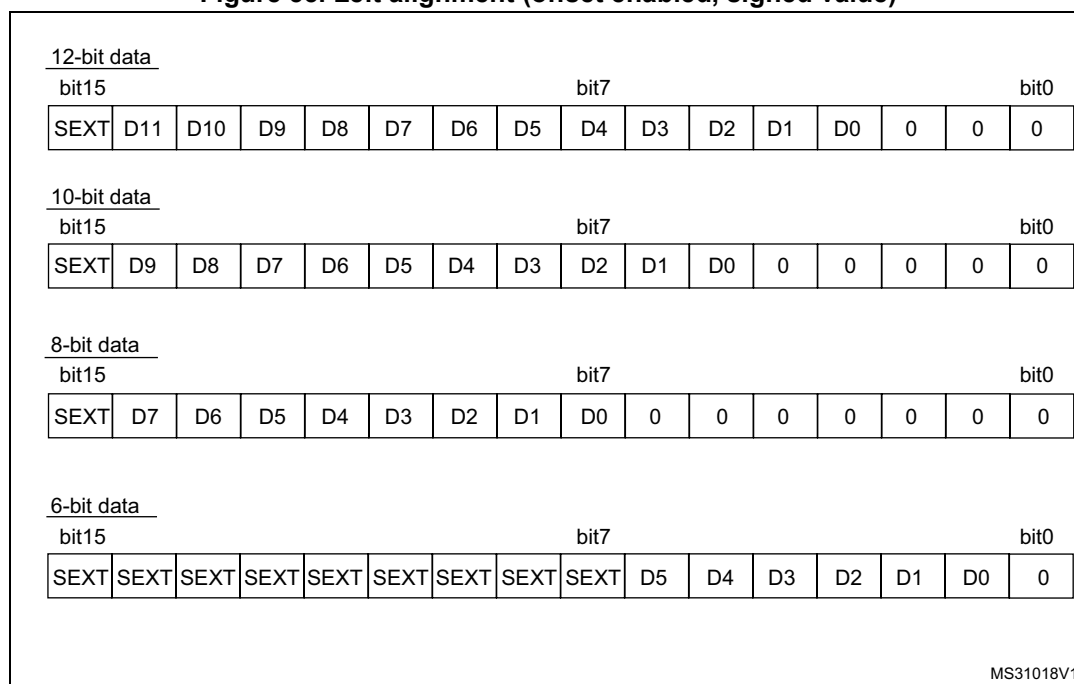 Figure 66. Left alignment (offset enabled, signed value)
12-bit data
bit15 bit7 bit0
SEXT D11 D10 D9 D8 D7 D6 D5 D4 D3 D2 D1 D0 0 0 0
10-bit data
bit15 bit7 bit0
SEXT D9 D8 D7 D6 D5 D4 D3 D2 D1 D0 0 0 0 0 0
8-bit data
bit15 bit7 bit0
SEXT D7 D6 D5 D4 D3 D2 D1 D0 0 0 0 0 0 0 0
6-bit data
bit15 bit7 bit0
SEXT SEXT SEXT SEXT SEXT SEXT SEXT SEXT SEXT D5 D4 D3 D2 D1 D0 0
MS31018V1